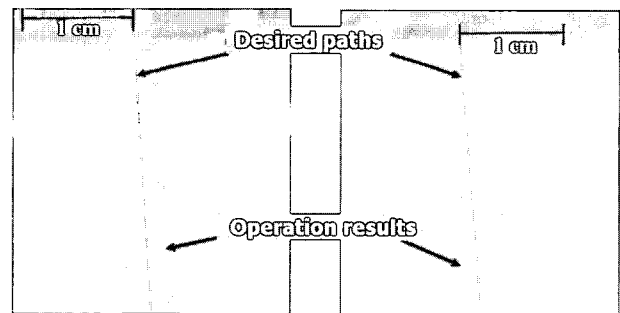 1 cm
Desired paths
1 cm
Operation results